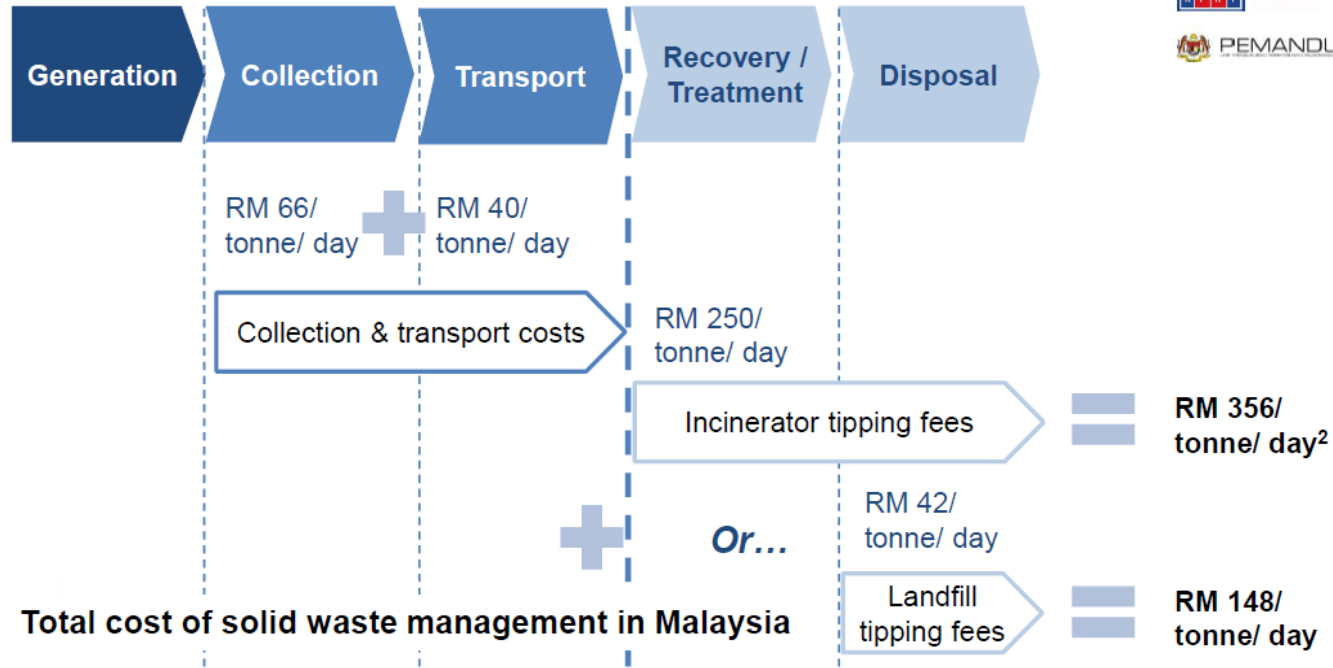 Generation
Collection
Transport
Recovery /
Treatment
Disposal
PEMANDU
RM 66/
tonne/ day
RM 40/
tonne/ day
Collection & transport costs
RM 250/
tonne/ day
Incinerator tipping fees
RM 356/
tonne/ day²
Or...
RM 42/
tonne/ day
Landfill
tipping fees
RM 148/
tonne/ day
Total cost of solid waste management in Malaysia